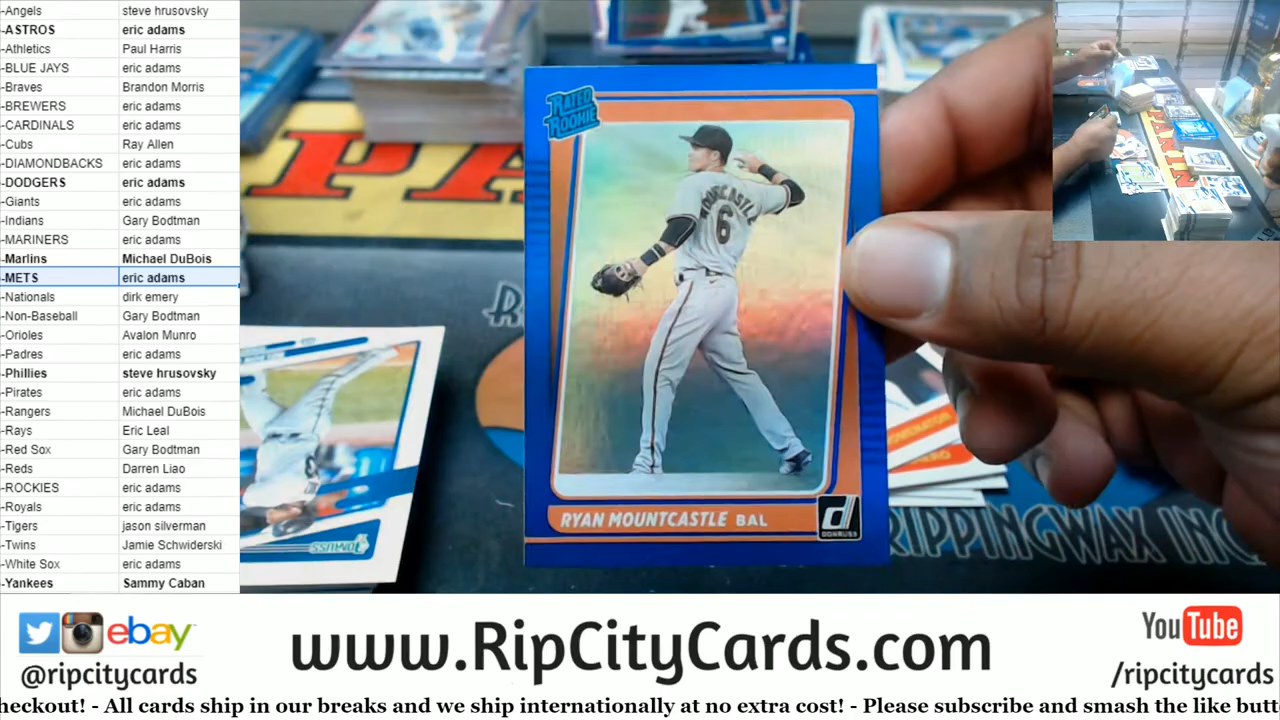 -Angels steve hrusovsky
-ASTROS eric adams
-Athletics Paul Harris
-BLUE JAYS eric adams
-Braves Brandon Morris
-BREWERS eric adams
-CARDINALS eric adams
-Cubs Ray Allen
-DIAMONDBACKS eric adams
-DODGERS eric adams
-Giants eric adams
-Indians Gary Bodtman
-MARINERS eric adams
-Marlins Michael DuBois
-METS eric adams
-Nationals dirk emery
-Non-Baseball Gary Bodtman
-Orioles Avalon Munro
-Padres eric adams
-Phillies steve hrusovsky
-Pirates eric adams
-Rangers Michael DuBois
-Rays Eric Leal
-Red Sox Gary Bodtman
-Reds Darren Liao
-ROCKIES eric adams
-Royals eric adams
-Tigers jason silverman
-Twins Jamie Schwiderski
-White Sox eric adams
-Yankees Sammy Caban
PA
RATED
ROOKIE
MOUNTCASTLE
6
RYAN MOUNTCASTLE BAL
d
DONRUSS
DONRUSS
R
RIPPINGWAX INC
PANINI
ebay
@ripcitycards
www.RipCityCards.com
YouTube
/ripcitycards
heckout! - All cards ship in our breaks and we ship internationally at no extra cost! - Please subscribe and smash the like butt